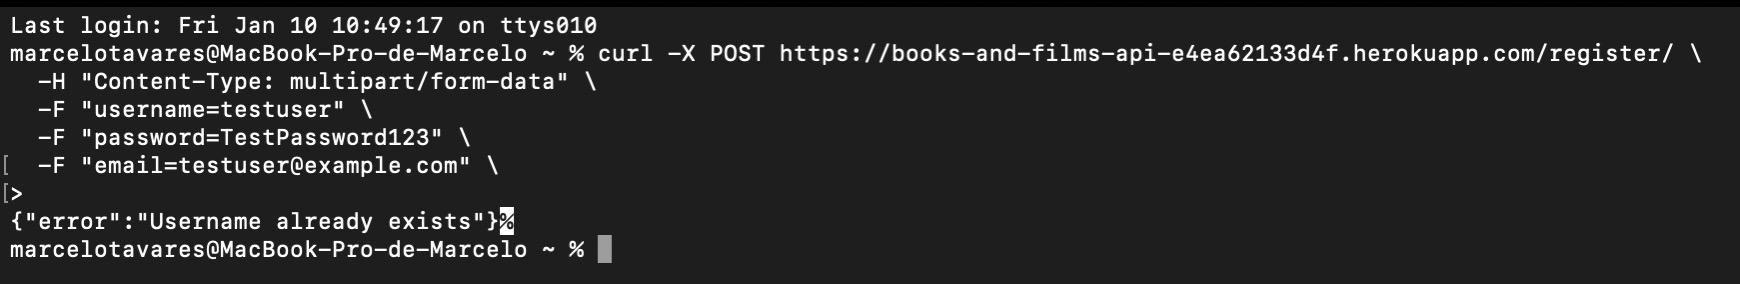 Last login: Fri Jan 10 10:49:17 on ttys010
marcelotavares@MacBook-Pro-de-Marcelo ~ % curl -X POST https://books-and-films-api-e4ea62133d4f.herokuapp.com/register/ \
  -H "Content-Type: multipart/form-data" \
  -F "username=testuser" \
  -F "password=TestPassword123" \
[  -F "email=testuser@example.com" \
[>
{"error":"Username already exists"}%
marcelotavares@MacBook-Pro-de-Marcelo ~ %